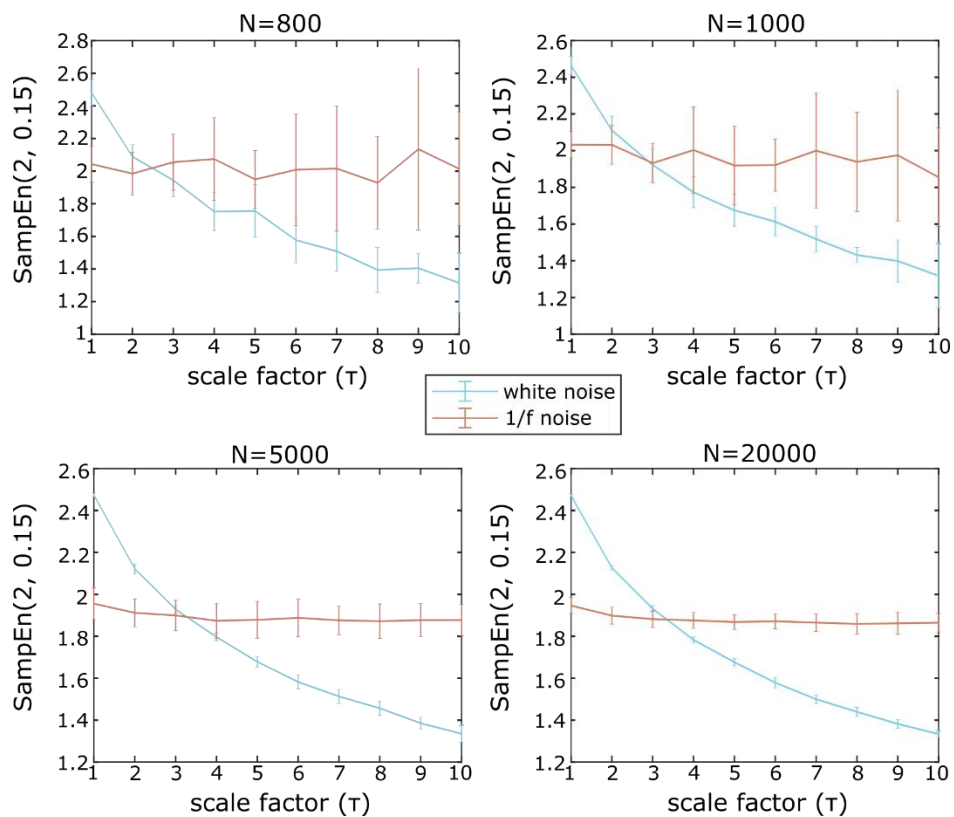 N=800
2.8
2.6
2.4
2.2
2.0
1.8
1.6
1.4
1.2
1
SampEn(2, 0.15)
1 2 3 4 5 6 7 8 9 10
scale factor (τ)
N=1000
2.6
2.4
2.2
2
1.8
1.6
1.4
1.2
1
SampEn(2, 0.15)
1 2 3 4 5 6 7 8 9 10
scale factor (τ)
white noise
1/f noise
N=5000
2.6
2.4
2.2
2
1.8
1.6
1.4
1.2
SampEn(2, 0.15)
1 2 3 4 5 6 7 8 9 10
scale factor (τ)
N=20000
2.6
2.4
2.2
2
1.8
1.6
1.4
1.2
SampEn(2, 0.15)
1 2 3 4 5 6 7 8 9 10
scale factor (τ)